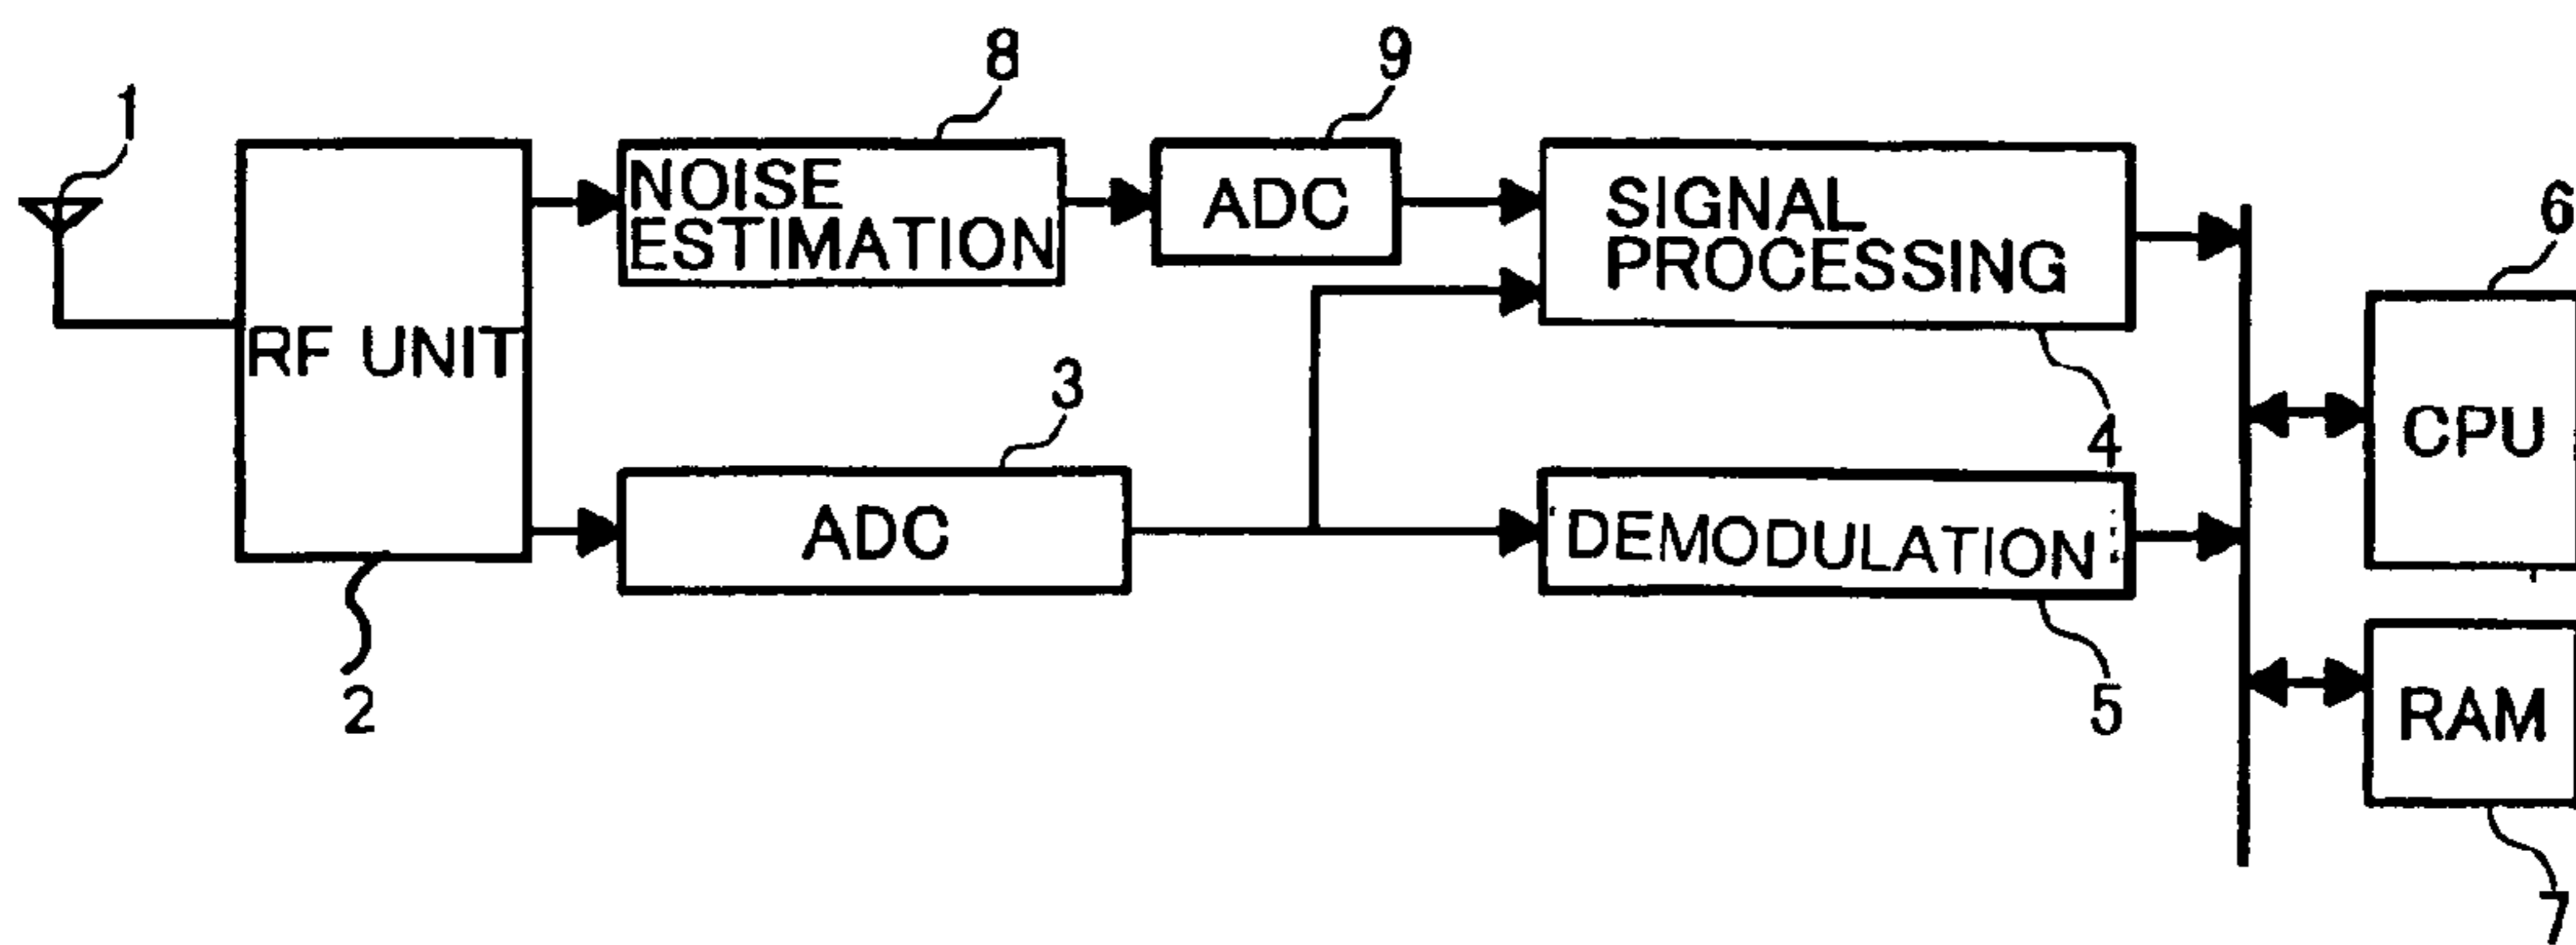 1
8
9
6
RF UNIT
NOISE
ESTIMATION
ADC
SIGNAL
PROCESSING
CPU
3
4
ADC
DEMODULATION
2
5
RAM
7